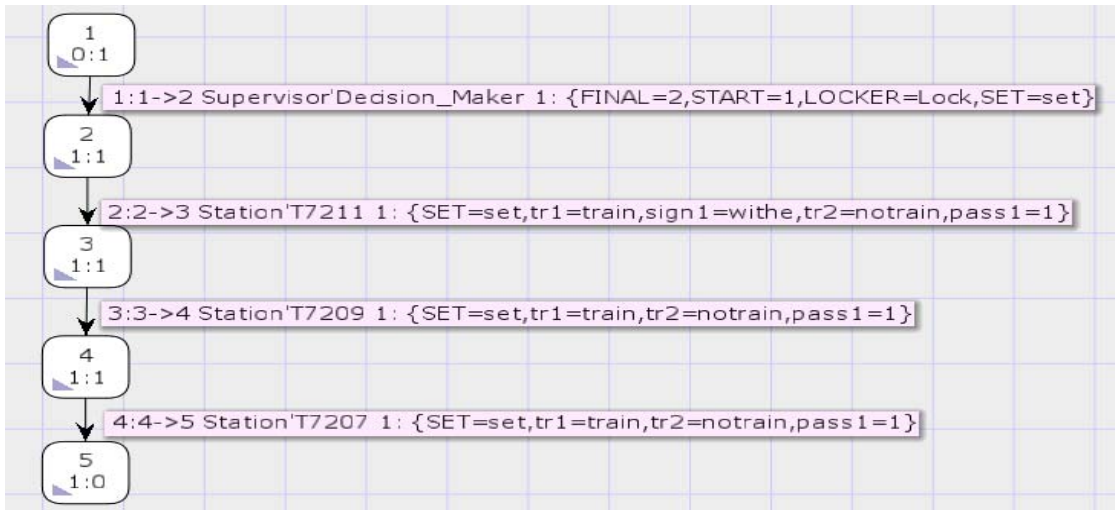 1
0:1
1:1->2 Supervisor'Decision_Maker 1: {FINAL=2,START=1,LOCKER=Lock,SET=set}
2
1:1
2:2->3 Station'T7211 1: {SET=set,tr1=train,sign1=withe,tr2=notrain,pass1=1}
3
1:1
3:3->4 Station'T7209 1: {SET=set,tr1=train,tr2=notrain,pass1=1}
4
1:1
4:4->5 Station'T7207 1: {SET=set,tr1=train,tr2=notrain,pass1=1}
5
1:0